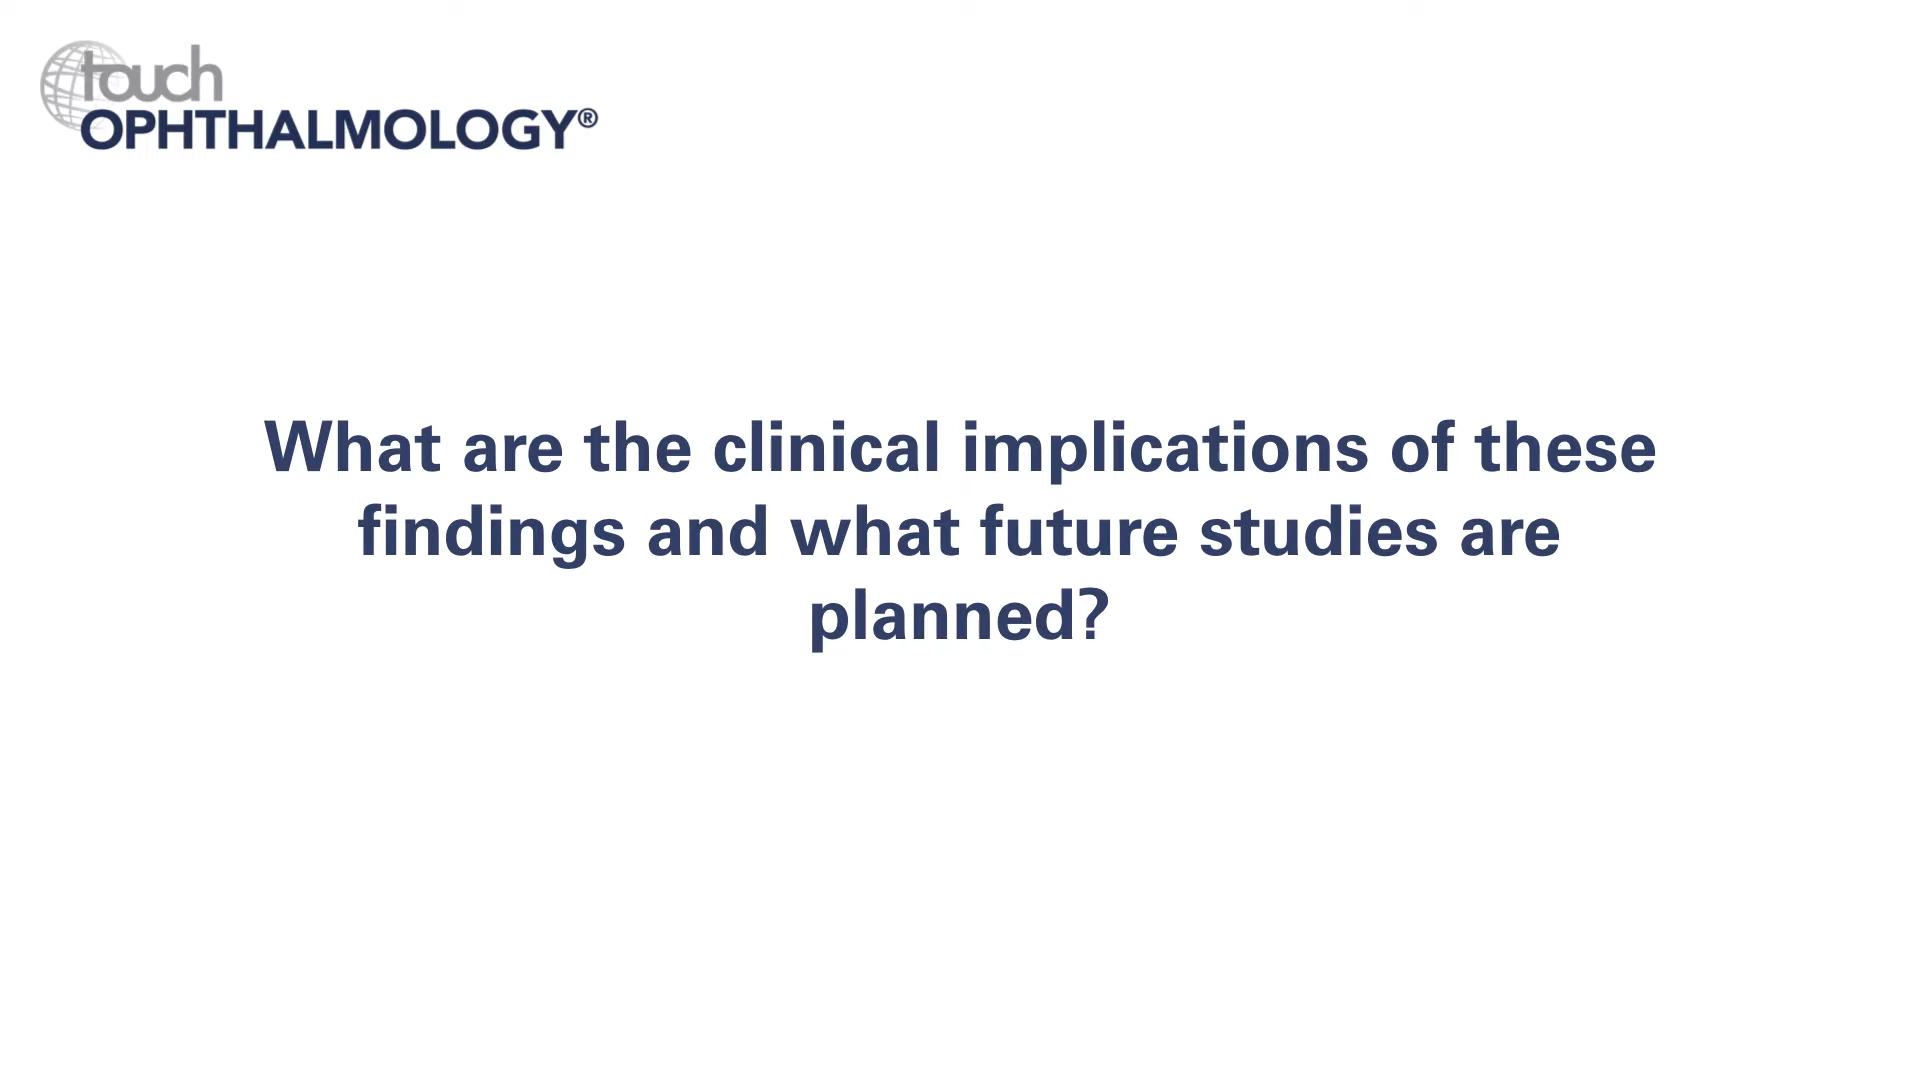 touch
OPHTHALMOLOGY®
What are the clinical implications of these
findings and what future studies are
planned?